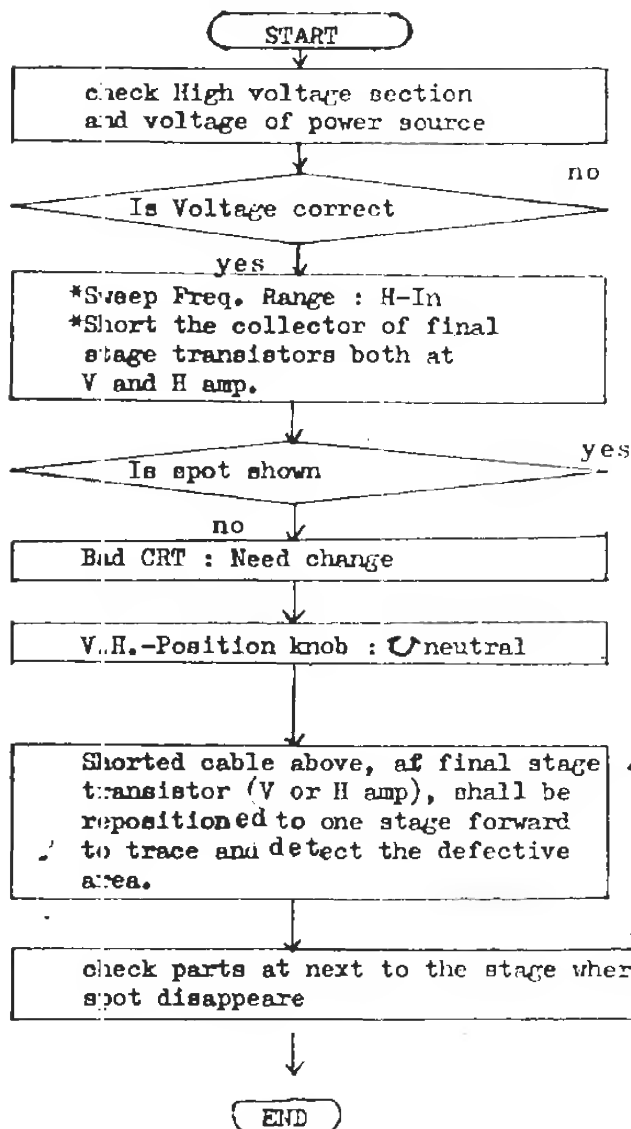 START
check High voltage section
and voltage of power source
no
Is Voltage correct
yes
*Sweep Freq. Range : H-In
*Short the collector of final
stage transistors both at
V and H amp.
yes
Is spot shown
no
Bad CRT : Need change
V.H.-Position knob : neutral
Shorted cable above, at final stage
transistor (V or H amp), shall be
repositioned to one stage forward
to trace and detect the defective
area.
check parts at next to the stage wher
spot disappeare
END